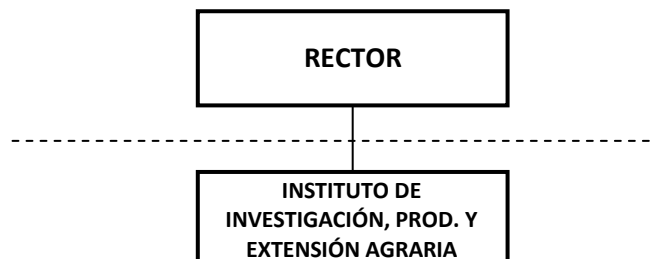 RECTOR
INSTITUTO DE
INVESTIGACIÓN, PROD. Y
EXTENSIÓN AGRARIA